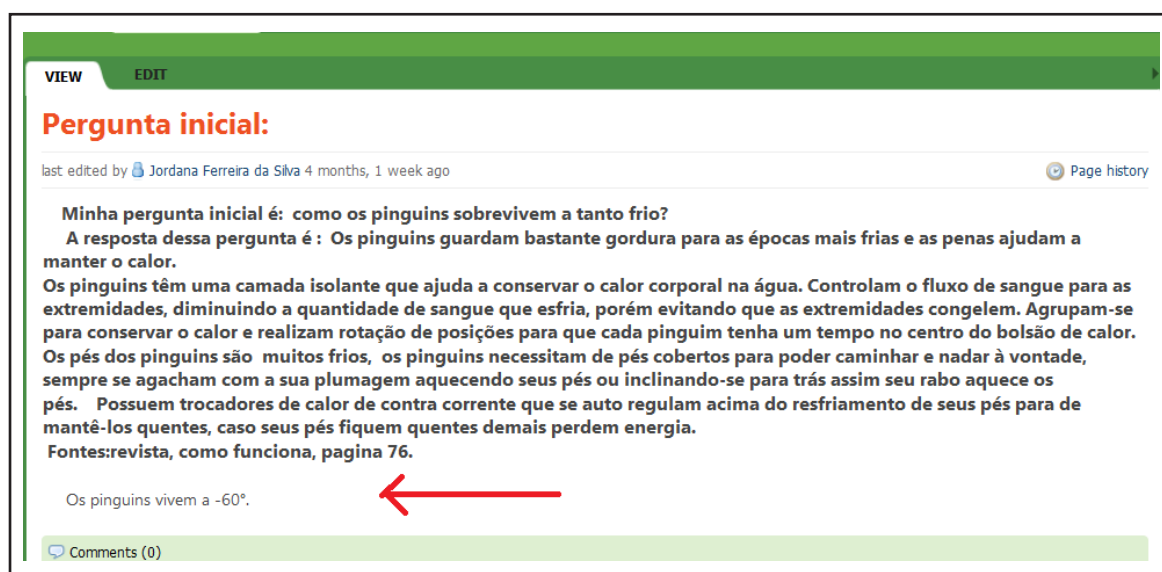 VIEW EDIT
Pergunta inicial:
last edited by Jordana Ferreira da Silva 4 months, 1 week ago Page history
Minha pergunta inicial é: como os pinguins sobrevivem a tanto frio?
A resposta dessa pergunta é : Os pinguins guardam bastante gordura para as épocas mais frias e as penas ajudam a
manter o calor.
Os pinguins têm uma camada isolante que ajuda a conservar o calor corporal na água. Controlam o fluxo de sangue para as
extremidades, diminuindo a quantidade de sangue que esfria, porém evitando que as extremidades congelem. Agrupam-se
para conservar o calor e realizam rotação de posições para que cada pinguim tenha um tempo no centro do bolsão de calor.
Os pés dos pinguins são muitos frios, os pinguins necessitam de pés cobertos para poder caminhar e nadar à vontade,
sempre se agacham com a sua plumagem aquecendo seus pés ou inclinando-se para trás assim seu rabo aquece os
pés. Possuem trocadores de calor de contra corrente que se auto regulam acima do resfriamento de seus pés para de
mantê-los quentes, caso seus pés fiquem quentes demais perdem energia.
Fontes:revista, como funciona, pagina 76.
Os pinguins vivem a -60°.
Comments (0)